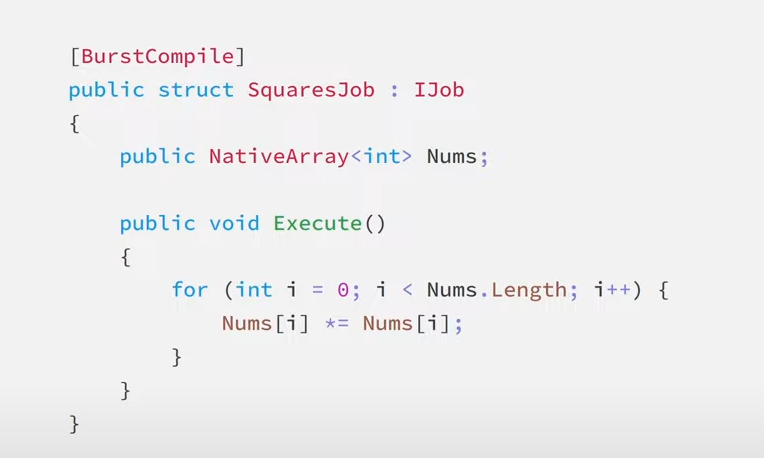 [BurstCompile]
public struct SquaresJob : IJob
{
    public NativeArray<int> Nums;

    public void Execute()
    {
        for (int i = 0; i < Nums.Length; i++) {
            Nums[i] *= Nums[i];
        }
    }
}